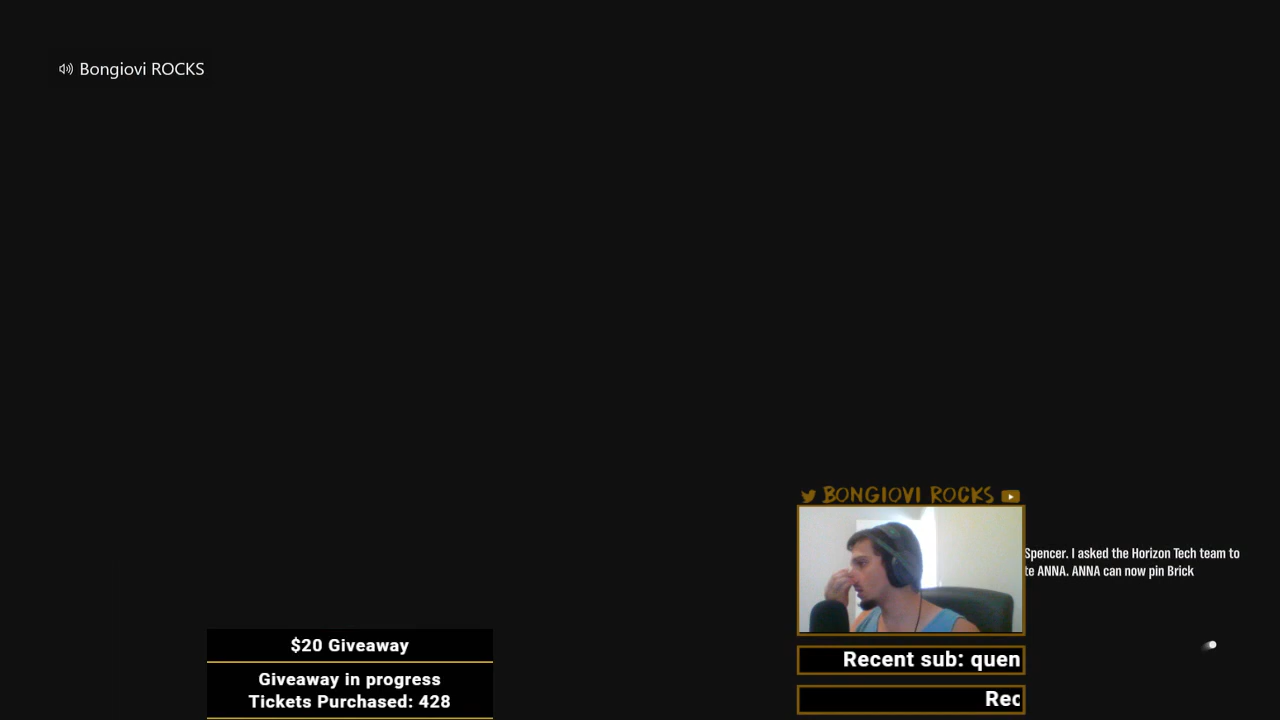 Bongiovi ROCKS
BONGIOVI ROCKS
Spencer. I asked the Horizon Tech team to
te ANNA. ANNA can now pin Brick
$20 Giveaway
Giveaway in progress
Tickets Purchased: 428
Recent sub: quen
Rec